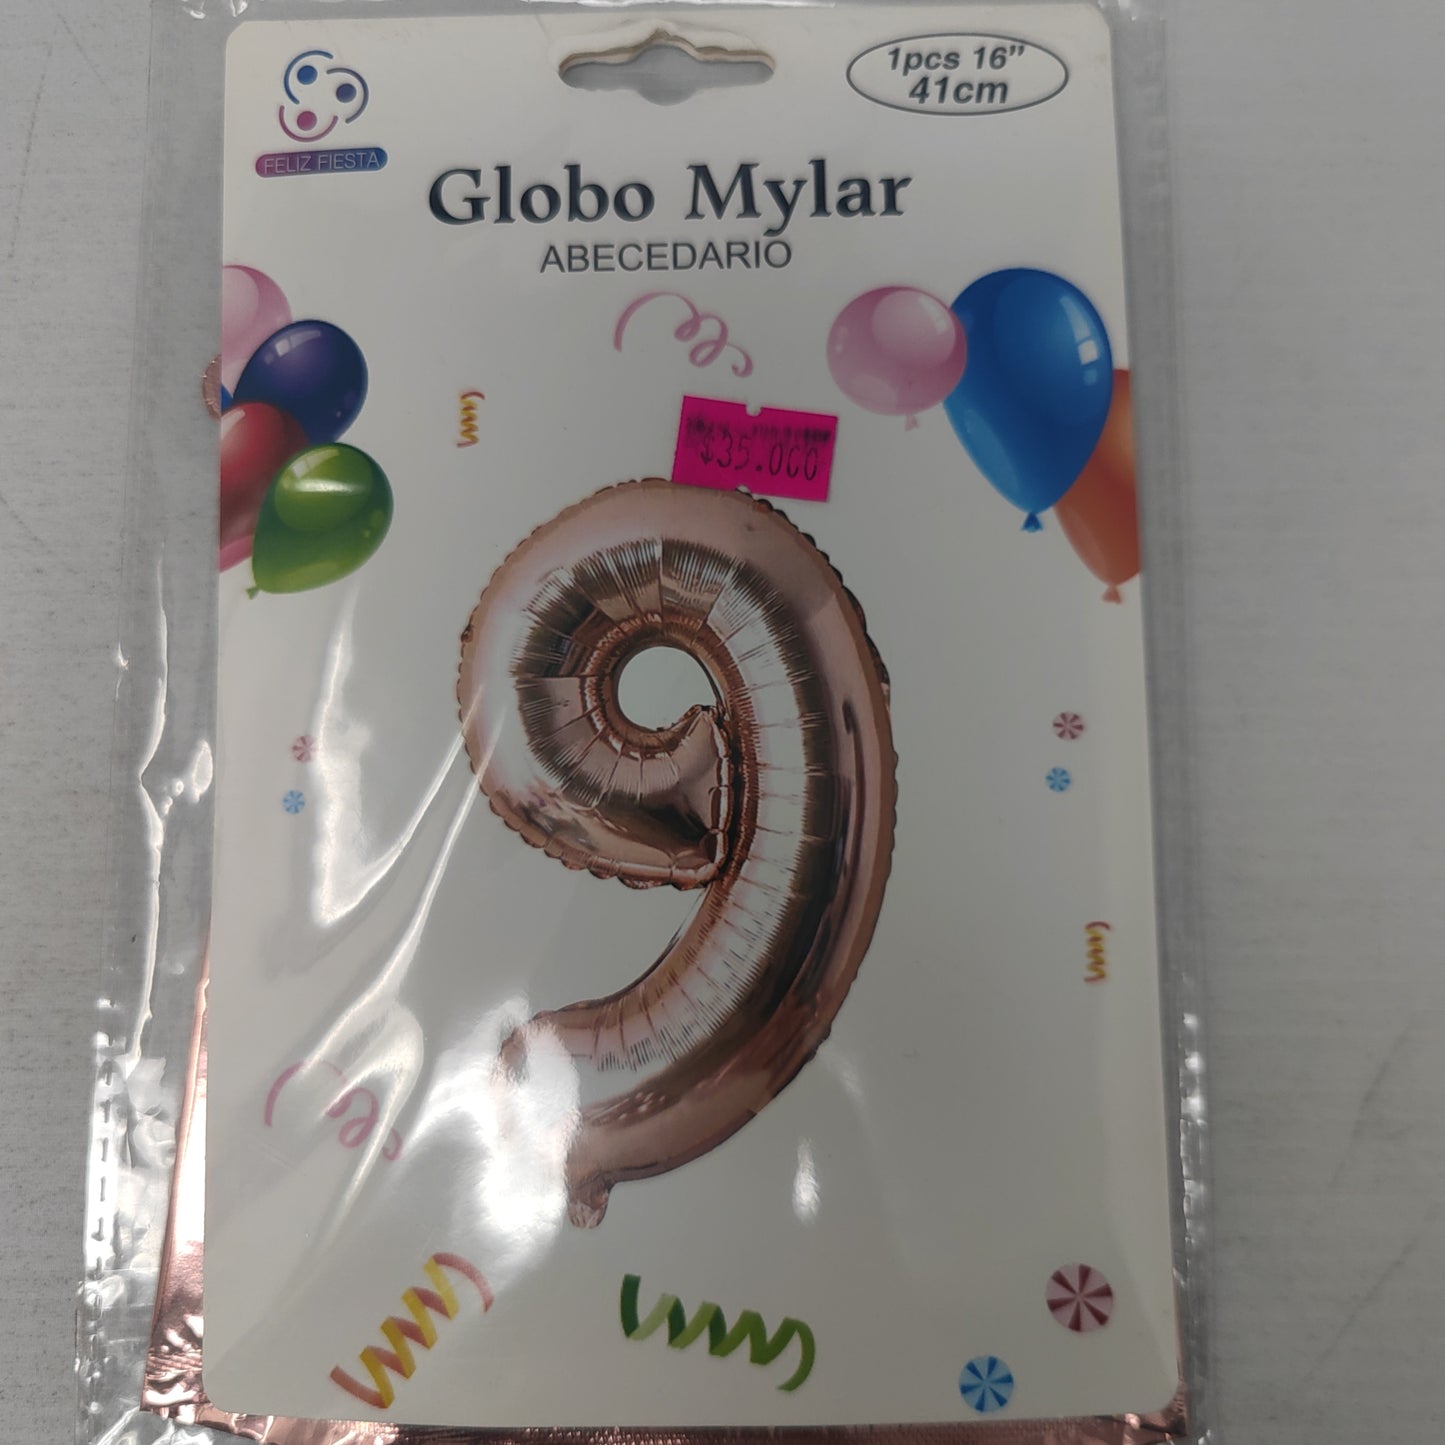 1pcs 16”
41cm
FELIZ FIESTA
Globo Mylar
ABECEDARIO
$35.000